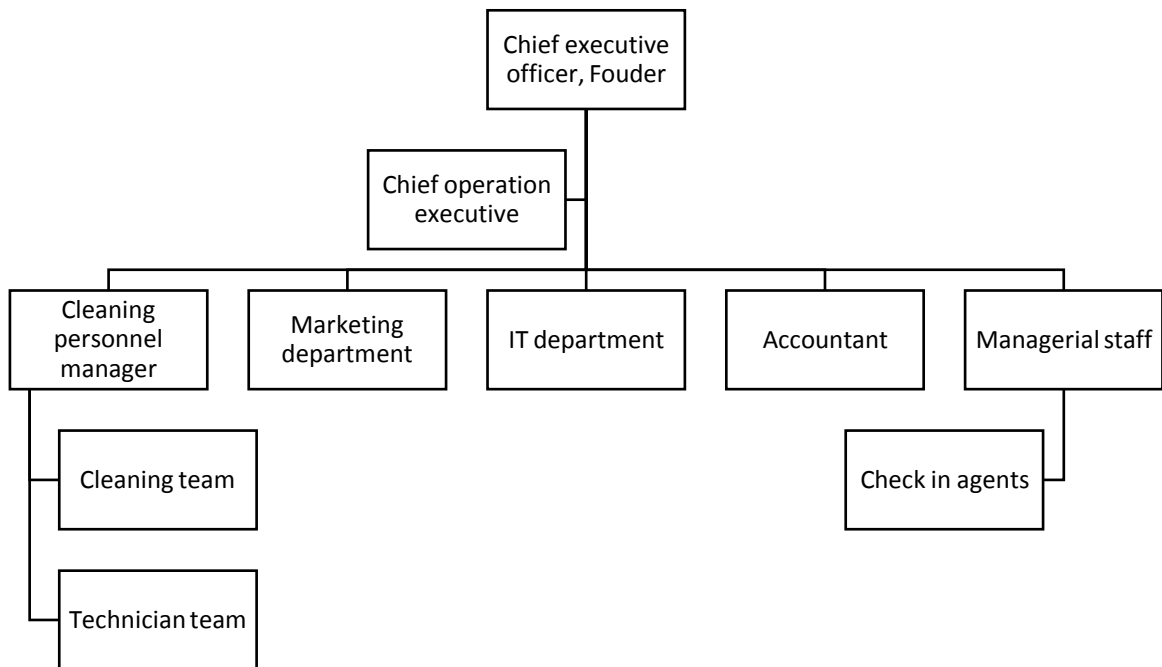 Chief executive
officer, Fouder
Chief operation
executive
Cleaning
personnel
manager
Marketing
department
IT department
Accountant
Managerial staff
Cleaning team
Check in agents
Technician team